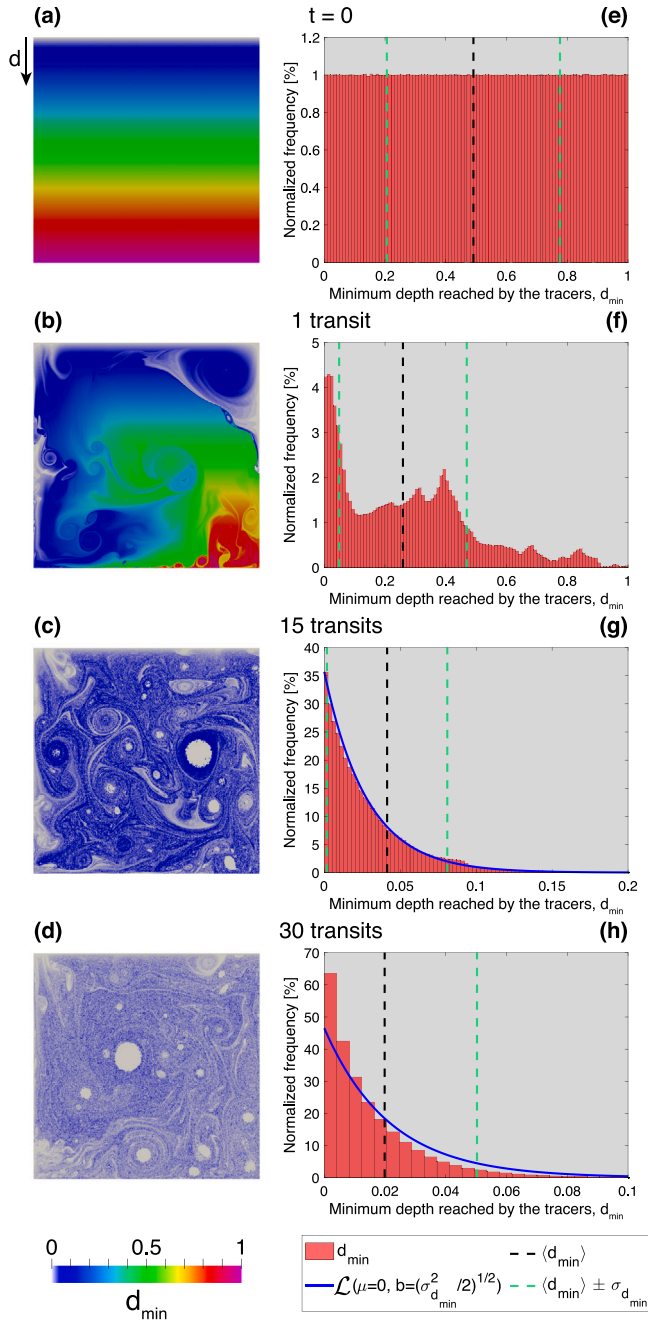 (a)
t = 0
(e)
d
1.4
1.2
1
0.8
0.6
0.4
0.2
0
Normalized frequency [%]
0 0.2 0.4 0.6 0.8 1
Minimum depth reached by the tracers, d_min
(b)
1 transit
(f)
5
4
3
2
1
0
Normalized frequency [%]
0 0.2 0.4 0.6 0.8 1
Minimum depth reached by the tracers, d_min
(c)
15 transits
(g)
40
35
30
25
20
15
10
5
0
Normalized frequency [%]
0 0.05 0.1 0.15 0.2
Minimum depth reached by the tracers, d_min
(d)
30 transits
(h)
70
60
50
40
30
20
10
0
Normalized frequency [%]
0 0.02 0.04 0.06 0.08 0.1
Minimum depth reached by the tracers, d_min
0 0.5 1
d_min
d_min
⟨d_min⟩
ℒ(μ=0, b=(σ²_d_min/2)^1/2)
⟨d_min⟩ ± σ_d_min